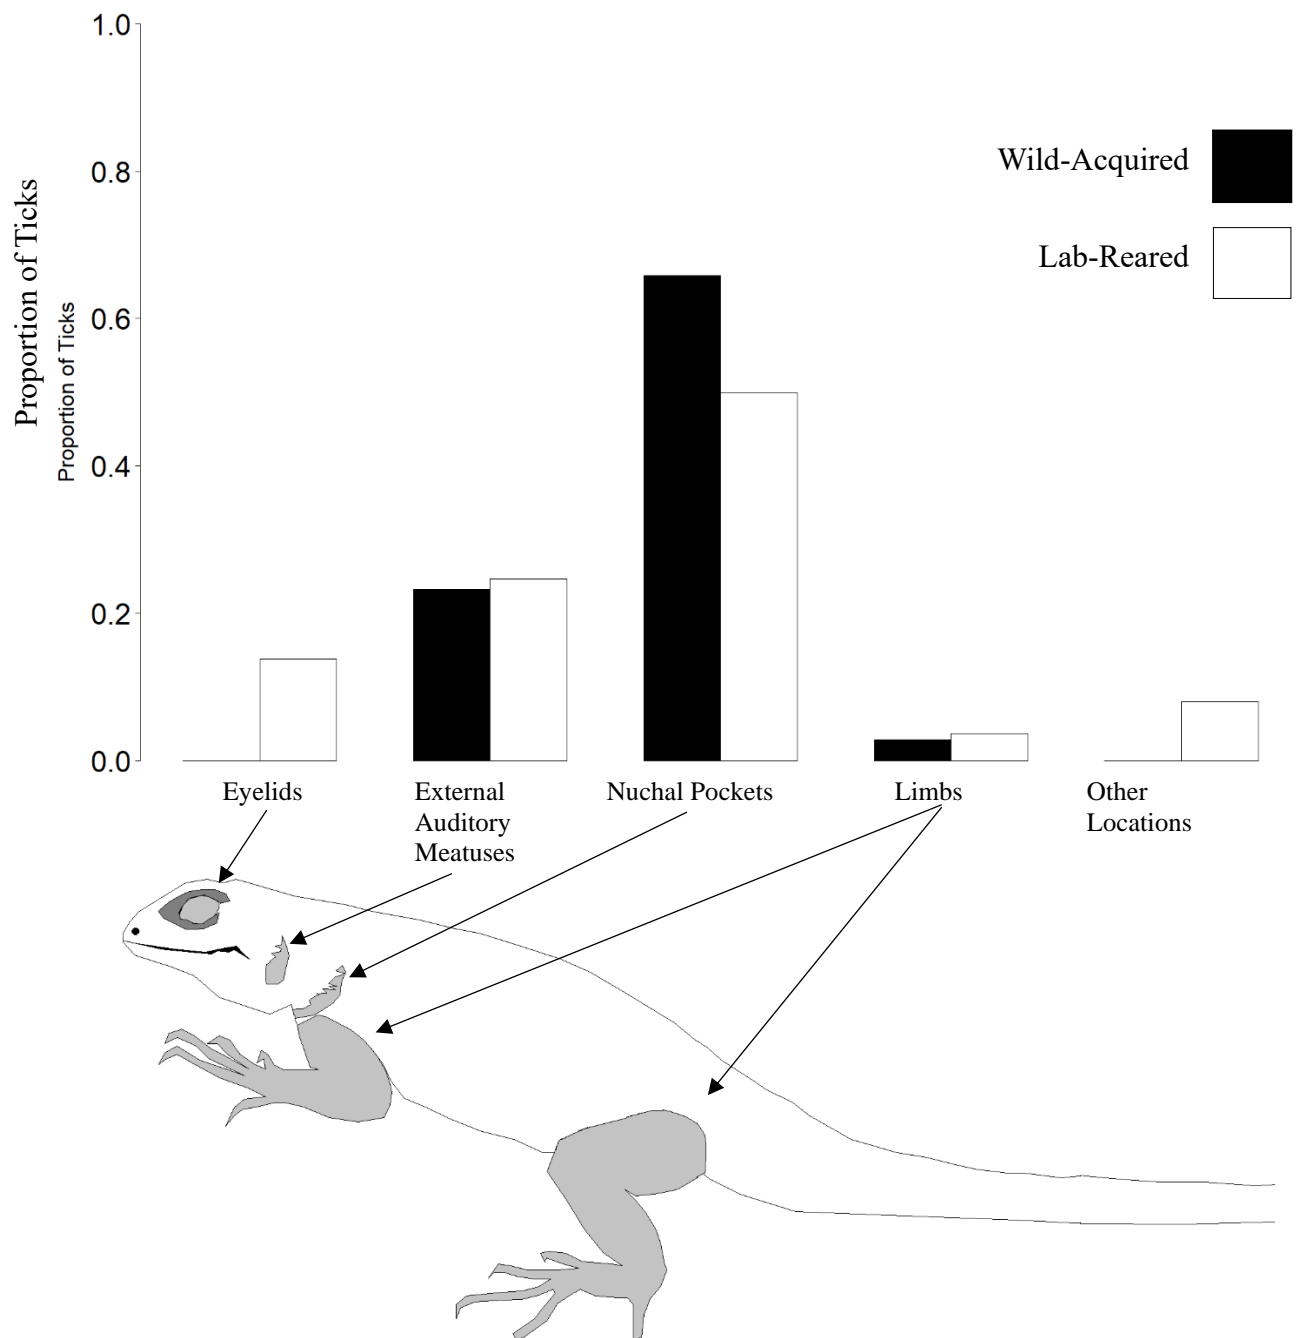 1.0
0.8
0.6
0.4
0.2
0.0
Proportion of Ticks
Proportion of Ticks
Wild-Acquired
Lab-Reared
Eyelids
External
Auditory
Meatuses
Nuchal Pockets
Limbs
Other
Locations